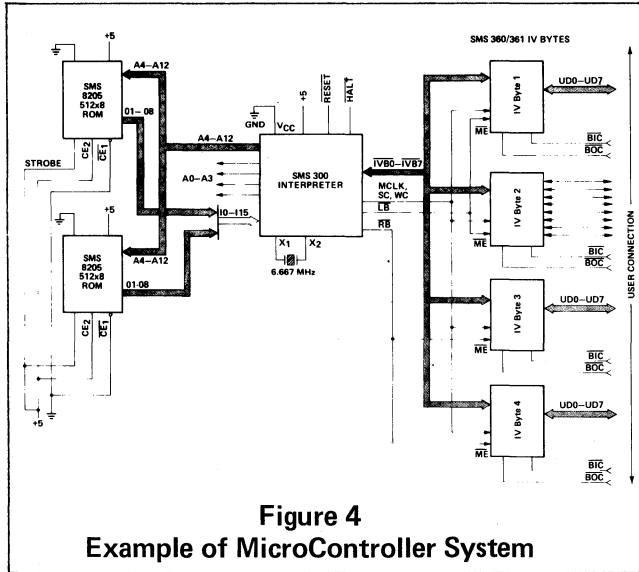 SMS 360/361 IV BYTES
+5
A4–A12
SMS
8205
512x8
ROM
01–08
STROBE
CE2
CE1
+5
A4–A12
SMS
8205
512x8
ROM
01-08
CE2
CE1
+5
GND
VCC
+5
RESET
HALT
A4–A12
A0–A3
I0–I15
SMS 300
INTERPRETER
X1
X2
6.667 MHz
IVB0–IVB7
MCLK,
SC, WC
LB
RB
IV Byte 1
UD0–UD7
ME
BIC
BOC
IV Byte 2
ME
BIC
BOC
IV Byte 3
UD0–UD7
ME
BIC
BOC
IV Byte 4
UD0–UD7
ME
BIC
BOC
USER CONNECTION
Figure 4
Example of MicroController System